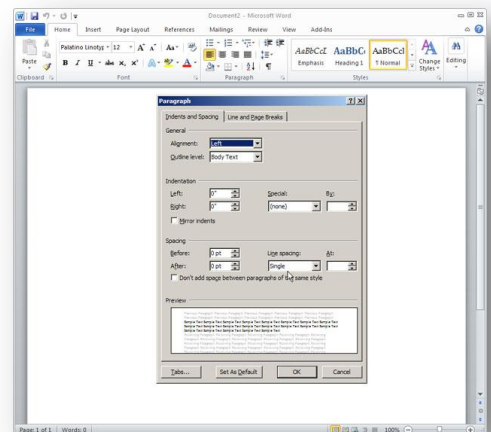 Document2 - Microsoft Word
File Home Insert Page Layout References Mailings Review View Add-Ins
Palatino Linotyp 12
Paste
AaBbCcL AaBbC AaBbCcI
Emphasis Heading 1 ¶ Normal
Change Styles
Editing
Clipboard Font Paragraph Styles
Paragraph
Indents and Spacing Line and Page Breaks
General
Alignment: Left
Outline level: Body Text
Indentation
Left: 0" Special: By:
Right: 0" (none)
Mirror indents
Spacing
Before: 0 pt Line spacing: At:
After: 0 pt Single
Don't add space between paragraphs of the same style
Preview
Tabs... Set As Default OK Cancel
Page: 1 of 1 Words: 0 100%